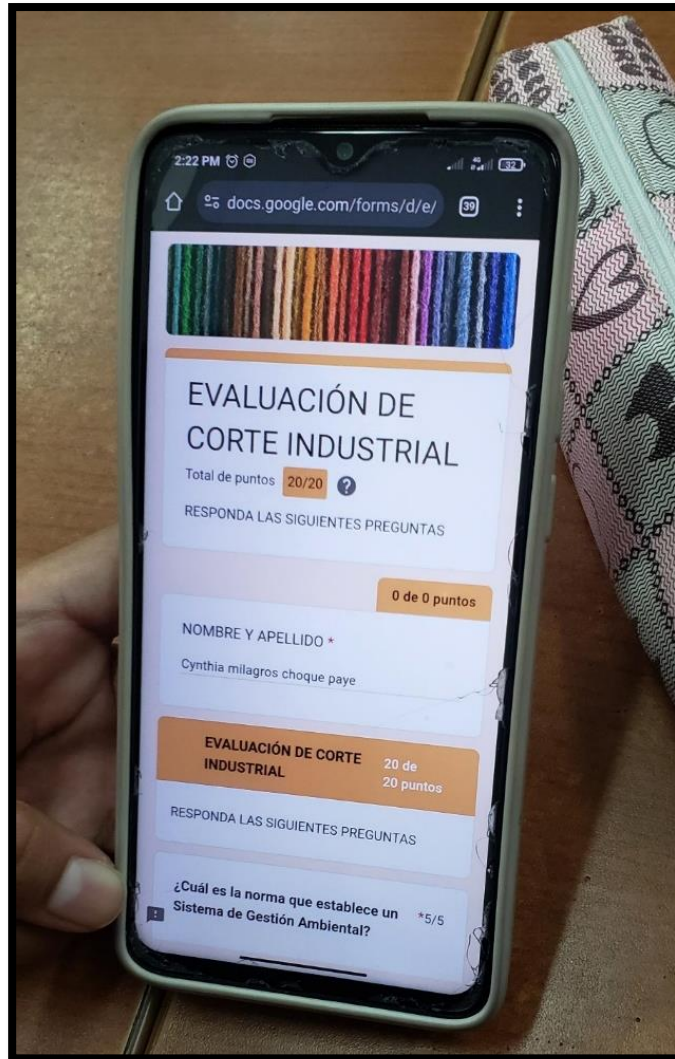 2:22 PM
4G
32
docs.google.com/forms/d/e/
39
EVALUACIÓN DE
CORTE INDUSTRIAL
Total de puntos 20/20 ?
RESPONDA LAS SIGUIENTES PREGUNTAS
0 de 0 puntos
NOMBRE Y APELLIDO *
Cynthia milagros choque paye
EVALUACIÓN DE CORTE
INDUSTRIAL
20 de
20 puntos
RESPONDA LAS SIGUIENTES PREGUNTAS
¿Cuál es la norma que establece un
Sistema de Gestión Ambiental?
*5/5